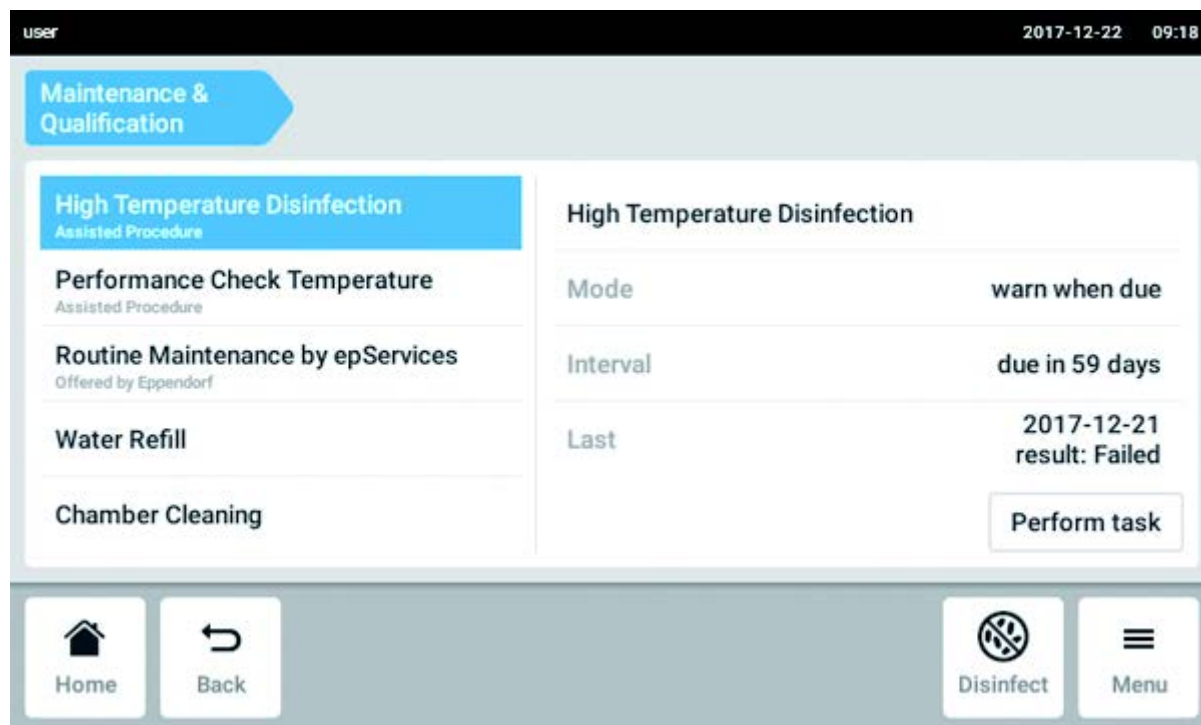 user
2017-12-22 09:18
Maintenance &
Qualification
High Temperature Disinfection
Assisted Procedure
Performance Check Temperature
Assisted Procedure
Routine Maintenance by epServices
Offered by Eppendorf
Water Refill
Chamber Cleaning
High Temperature Disinfection
Mode
warn when due
Interval
due in 59 days
Last
2017-12-21
result: Failed
Perform task
Home
Back
Disinfect
Menu